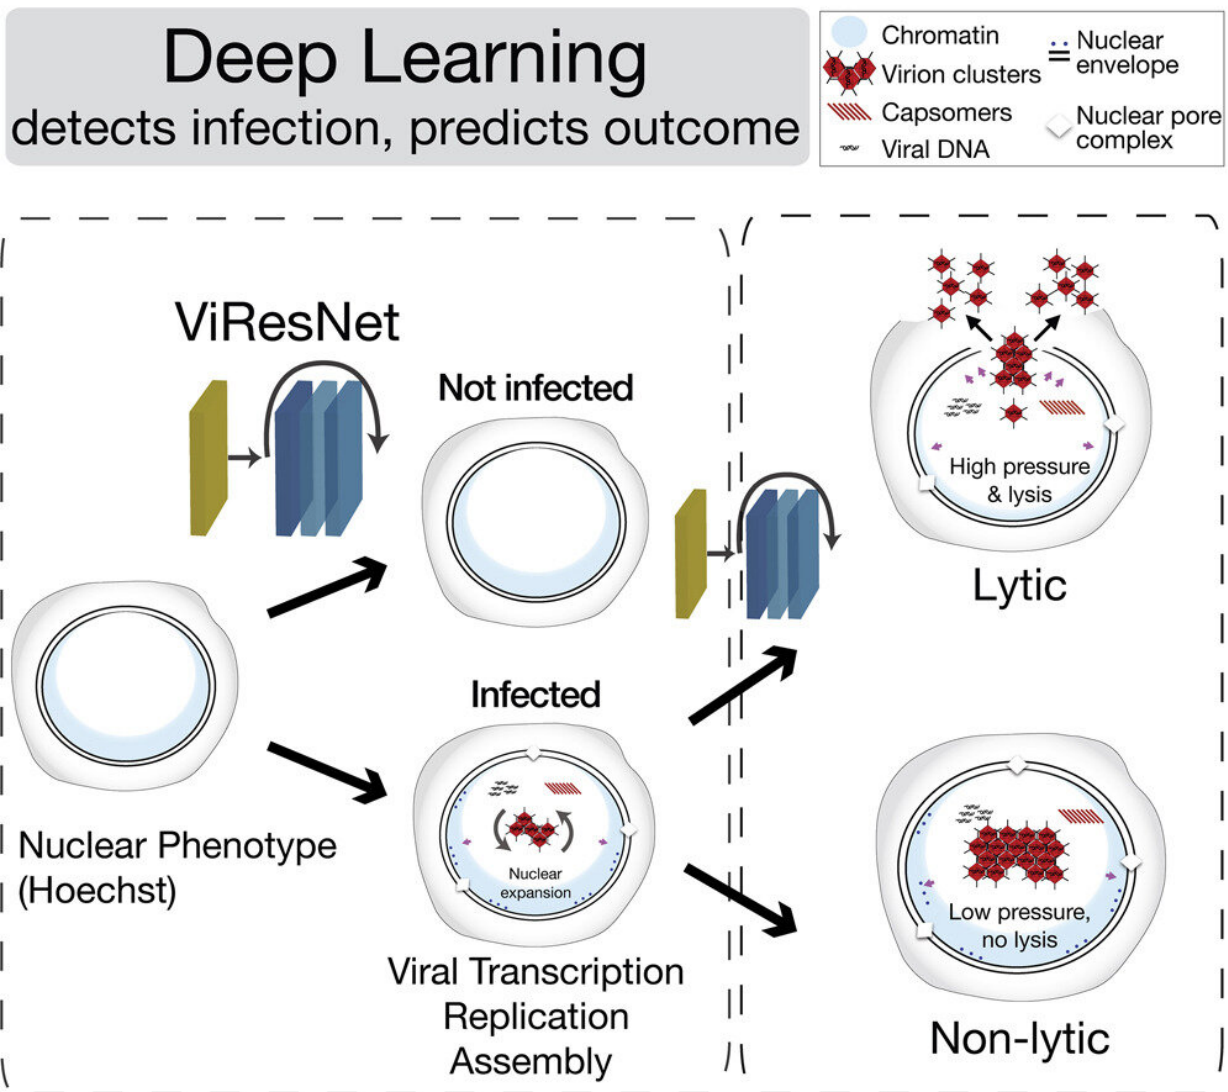 Deep Learning
detects infection, predicts outcome
Chromatin
Virion clusters
Capsomers
Viral DNA
Nuclear
envelope
Nuclear pore
complex
ViResNet
Not infected
Infected
Nuclear
expansion
Nuclear Phenotype
(Hoechst)
Viral Transcription
Replication
Assembly
High pressure
& lysis
Lytic
Low pressure,
no lysis
Non-lytic